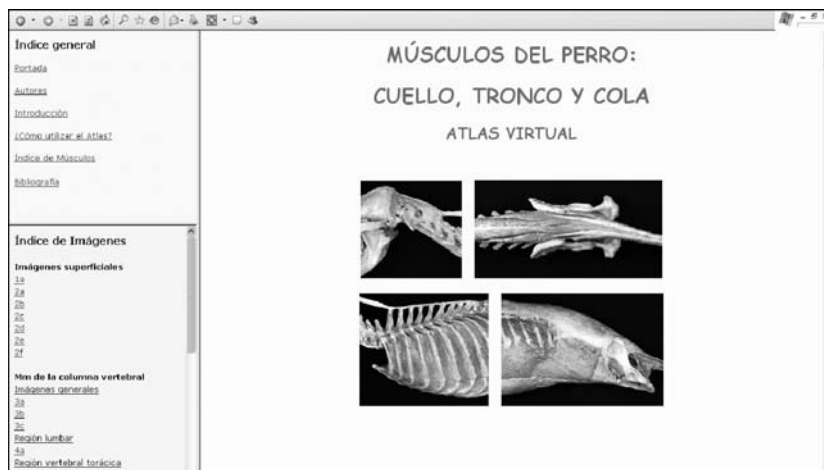 Índice general
Portada
Autores
Introducción
¿Cómo utilizar el Atlas?
Índice de Músculos
Bibliografía
Índice de Imágenes
Imágenes superficiales
1a
2a
2b
2c
2d
2e
2f
Mm de la columna vertebral
Imágenes generales
3a
3b
3c
Región lumbar
4a
Región vertebral torácica
MÚSCULOS DEL PERRO:
CUELLO, TRONCO Y COLA
ATLAS VIRTUAL